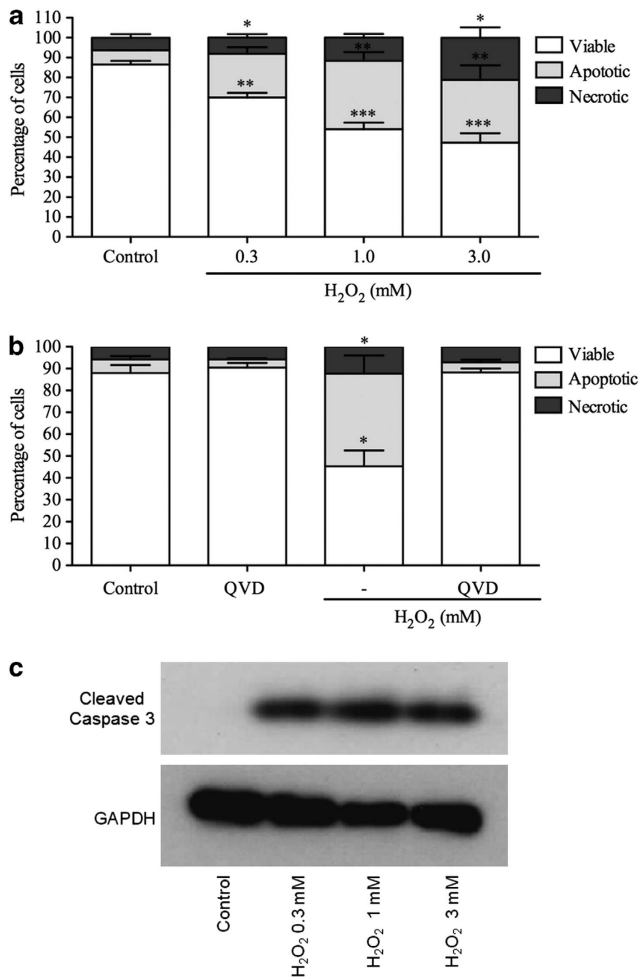 a
110
100
90
80
70
60
50
40
30
20
10
0
Percentage of cells
* * **
** *** ***
** *
Viable
Apototic
Necrotic
Control 0.3 1.0 3.0
H₂O₂ (mM)
b
100
90
80
70
60
50
40
30
20
10
0
Percentage of cells
*
*
Viable
Apoptotic
Necrotic
Control QVD - QVD
H₂O₂ (mM)
c
Cleaved
Caspase 3
GAPDH
Control
H₂O₂ 0.3 mM
H₂O₂ 1 mM
H₂O₂ 3 mM